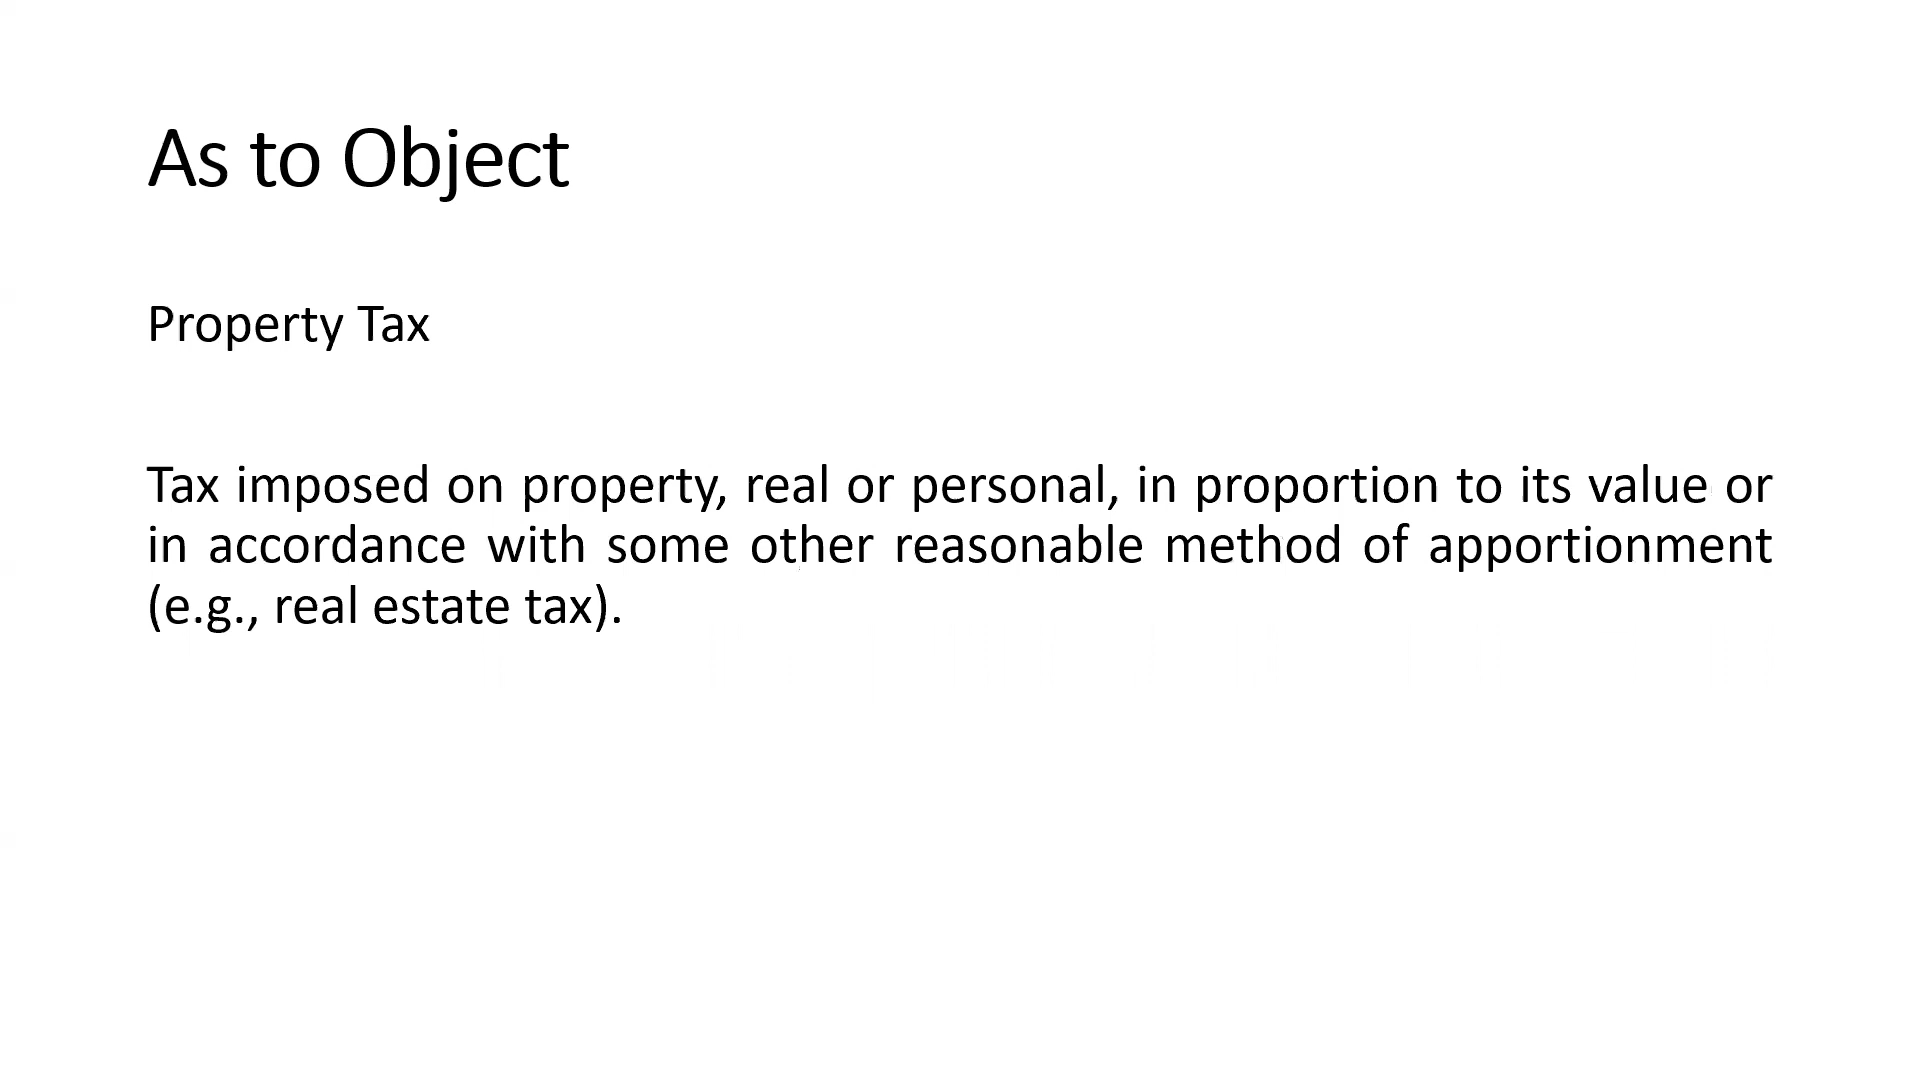 As to Object
Property Tax
Tax imposed on property, real or personal, in proportion to its value or
in accordance with some other reasonable method of apportionment
(e.g., real estate tax).